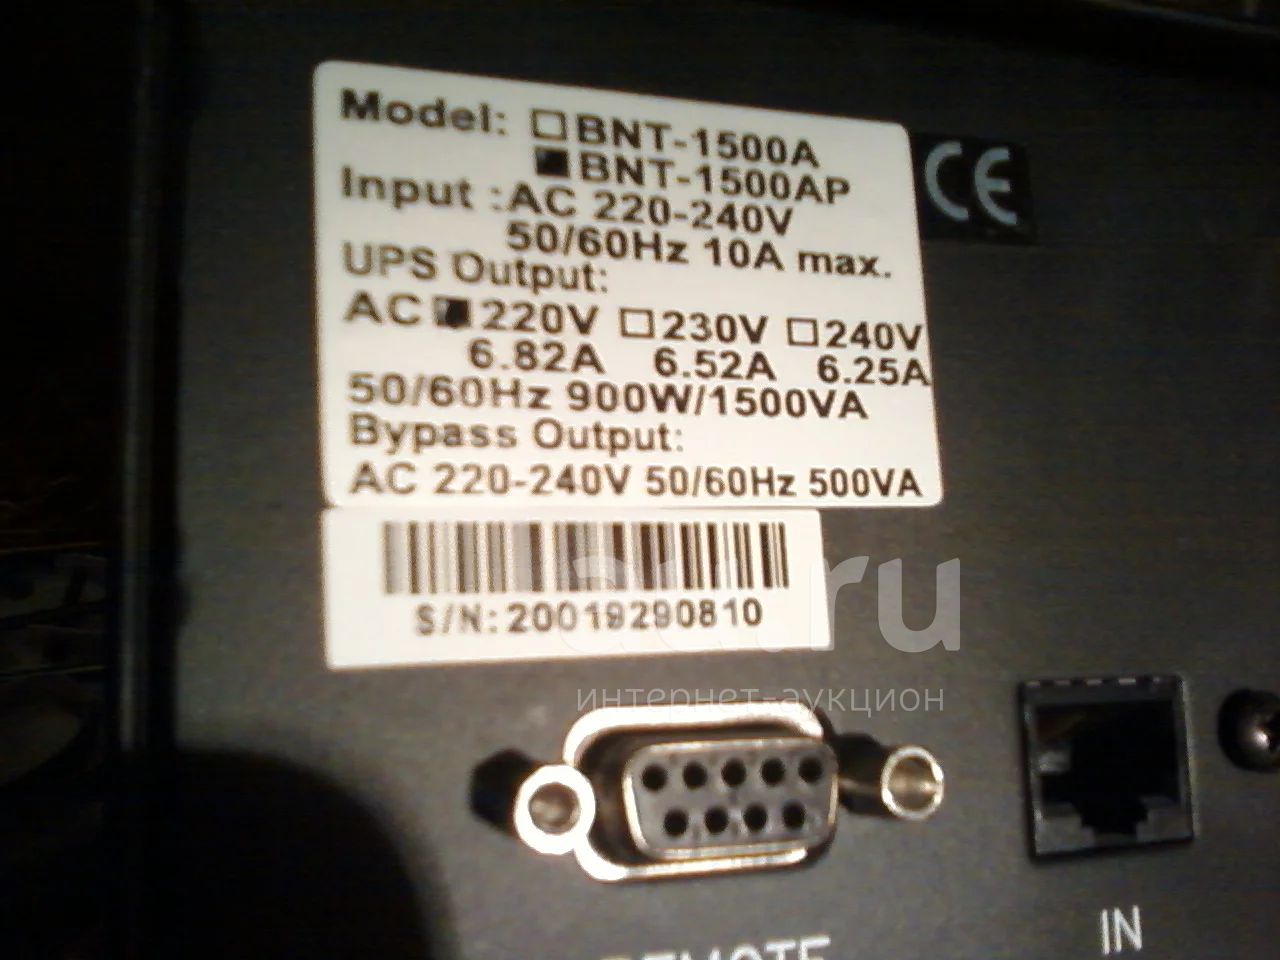 Model: ☐BNT-1500A
■BNT-1500AP
Input :AC 220-240V
50/60Hz 10A max.
UPS Output:
AC ■220V ☐230V ☐240V
6.82A 6.52A 6.25A
50/60Hz 900W/1500VA
Bypass Output:
AC 220-240V 50/60Hz 500VA
CE
S/N: 20019290810
au.ru
интернет-аукцион
REMOTE
IN